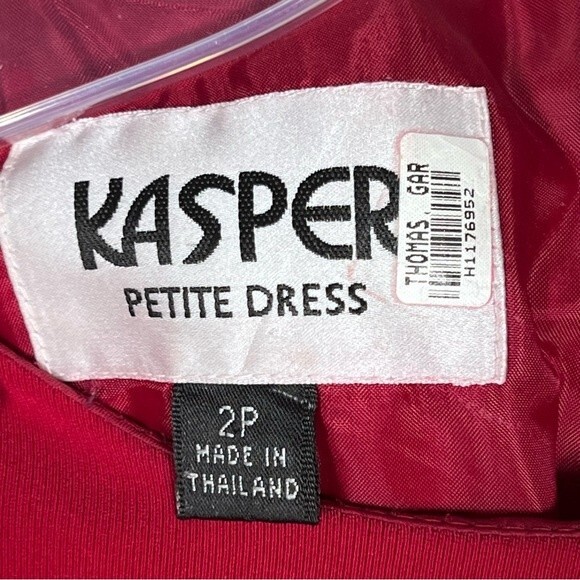 KASPER
PETITE DRESS
THOMAS, GAR
H1176952
2P
MADE IN
THAILAND